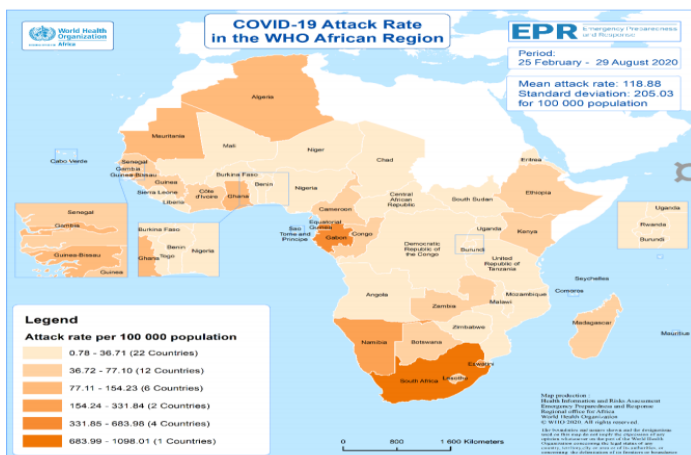 World Health
Organization
Africa
COVID-19 Attack Rate
in the WHO African Region
EPR
Emergency Preparedness
and Response
Period:
25 February - 29 August 2020
Mean attack rate: 118.88
Standard deviation: 205.03
for 100 000 population
Algeria
Mauritania
Mali
Niger
Chad
Eritrea
Cabo Verde
Senegal
Gambia
Guinea-Bissau
Guinea
Sierra Leone
Liberia
Côte
d'Ivoire
Burkina Faso
Ghana
Benin
Nigeria
Cameroon
Central
African
Republic
South Sudan
Ethiopia
Equatorial
Guinea
Sao
Tome and
Principe
Gabon
Congo
Democratic
Republic of
the Congo
Uganda
Kenya
Burundi
United
Republic of
Tanzania
Seychelles
Comoros
Angola
Zambia
Malawi
Mozambique
Zimbabwe
Madagascar
Mauritius
Namibia
Botswana
Eswatini
South Africa
Lesotho
Senegal
Gambia
Guinea-Bissau
Guinea
Burkina Faso
Benin
Togo
Ghana
Nigeria
Uganda
Rwanda
Burundi
Legend
Attack rate per 100 000 population
0.78 - 36.71 (22 Countries)
36.72 - 77.10 (12 Countries)
77.11 - 154.23 (6 Countries)
154.24 - 331.84 (2 Countries)
331.85 - 683.98 (4 Countries)
683.99 - 1098.01 (1 Countries)
0 800 1 600 Kilometers
Map production :
Health Information and Risks Assessment
Emergency Preparedness and Response
Regional office for Africa
World Health Organization
© WHO 2020. All rights reserved.